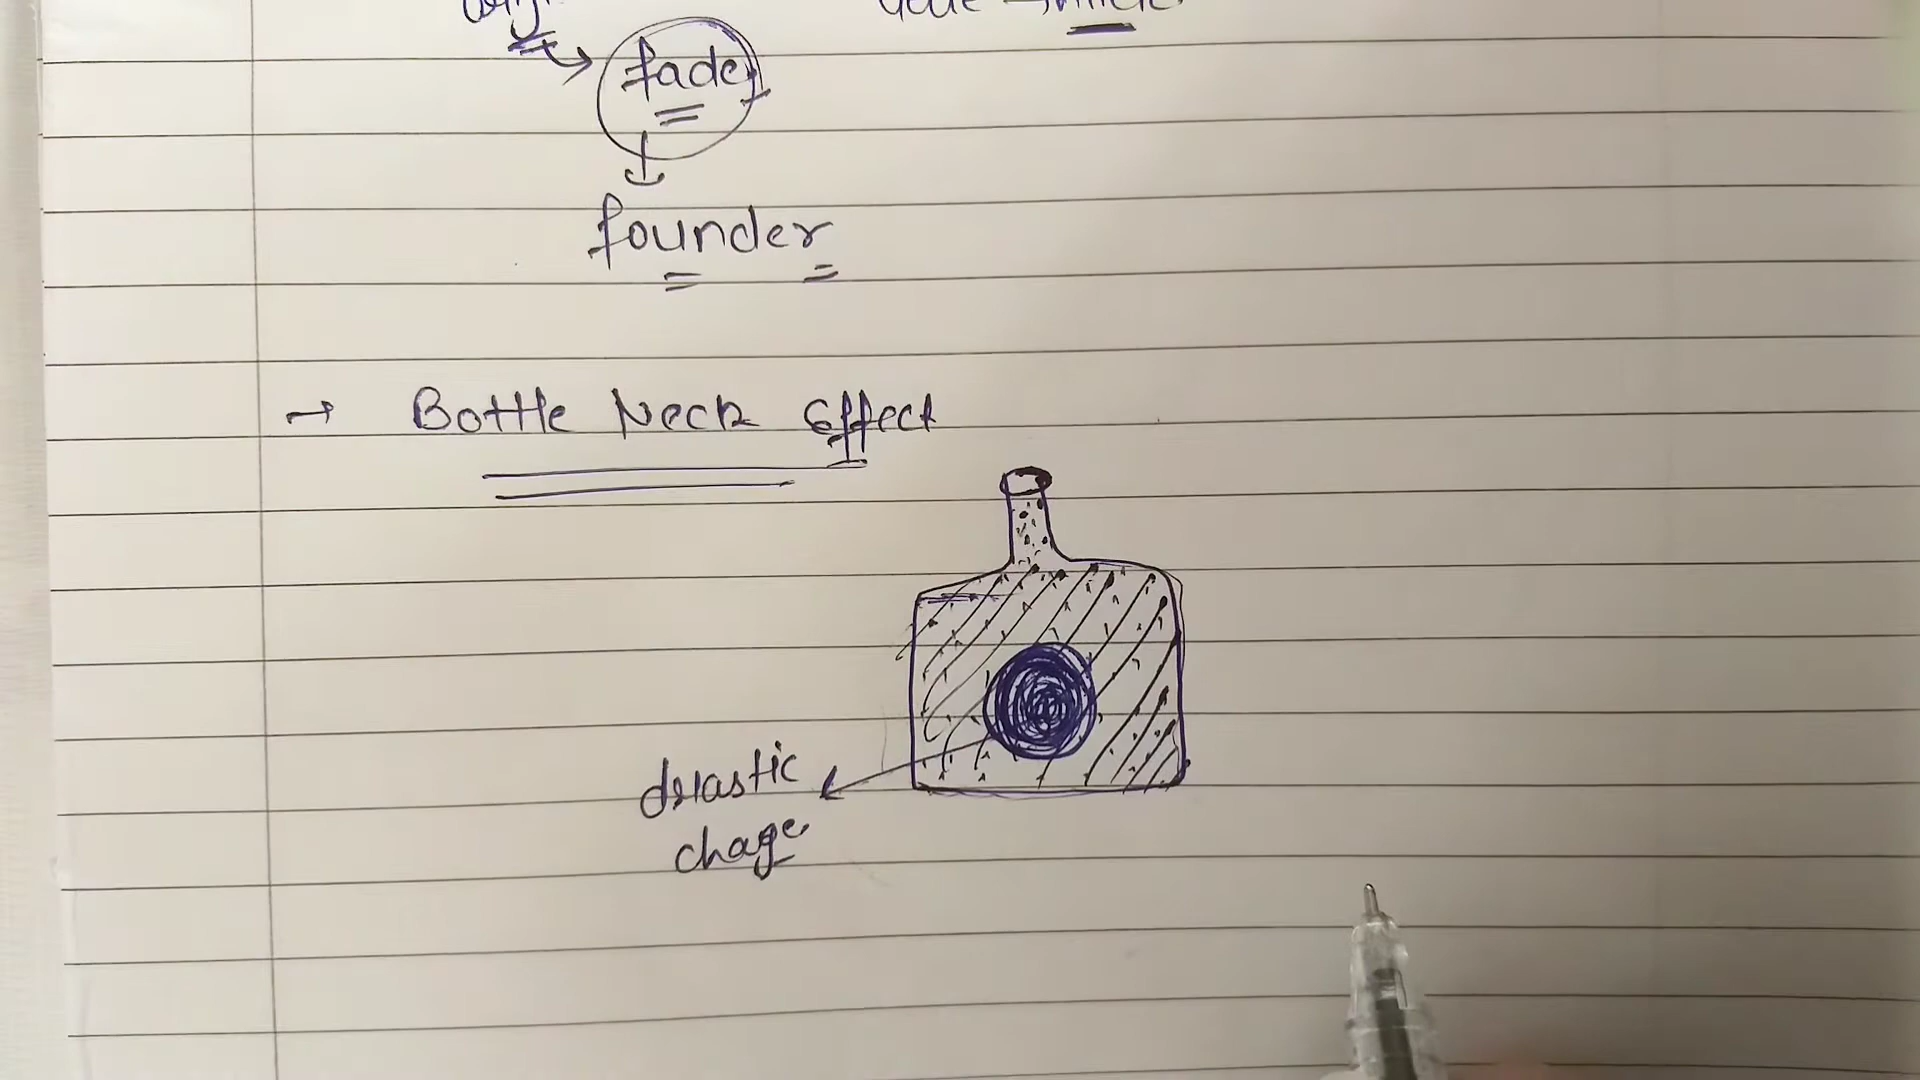 fade
founder
→ Bottle Neck Effect
drastic
chage